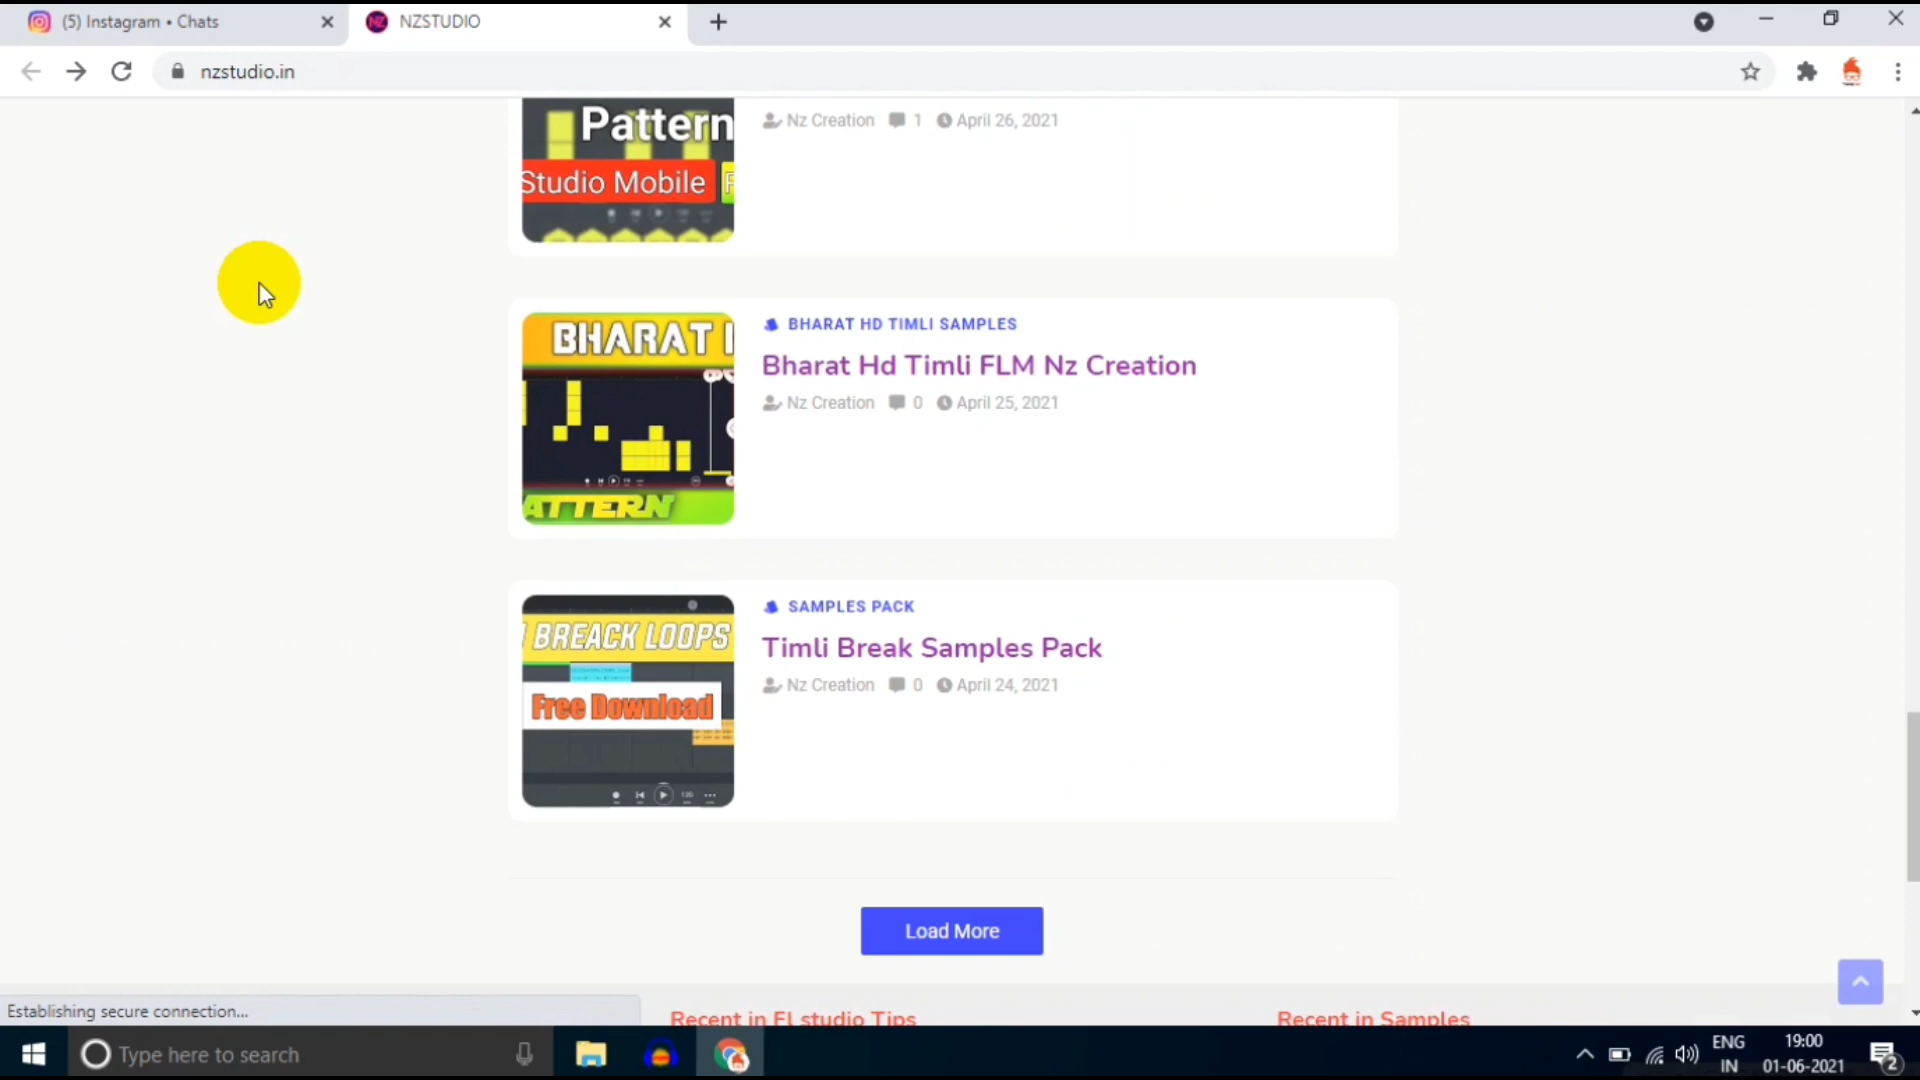 (5) Instagram • Chats
NZSTUDIO
nzstudio.in
Pattern
Studio Mobile
Nz Creation 1 April 26, 2021
BHARAT
ATTERN
BHARAT HD TIMLI SAMPLES
Bharat Hd Timli FLM Nz Creation
Nz Creation 0 April 25, 2021
BREACK LOOPS
Free Download
SAMPLES PACK
Timli Break Samples Pack
Nz Creation 0 April 24, 2021
Load More
Establishing secure connection...
Recent in Fl studio Tips
Recent in Samples
Type here to search
ENG
IN
19:00
01-06-2021
2